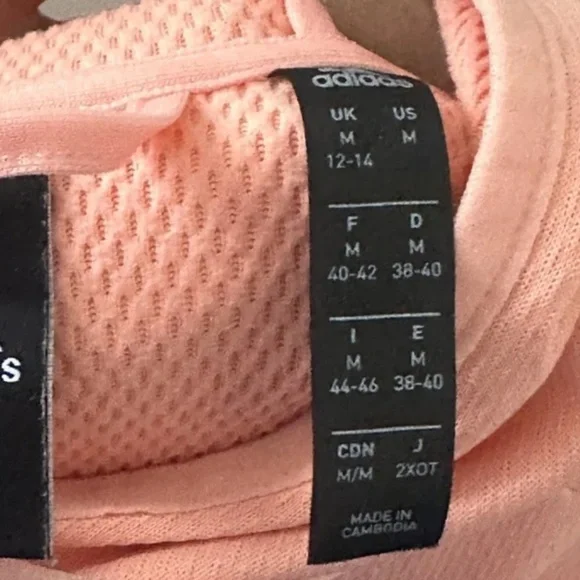 adidas
UK US
M M
12-14
F D
M M
40-42 38-40
I E
M M
44-46 38-40
CDN J
M/M 2XOT
MADE IN
CAMBODIA
s